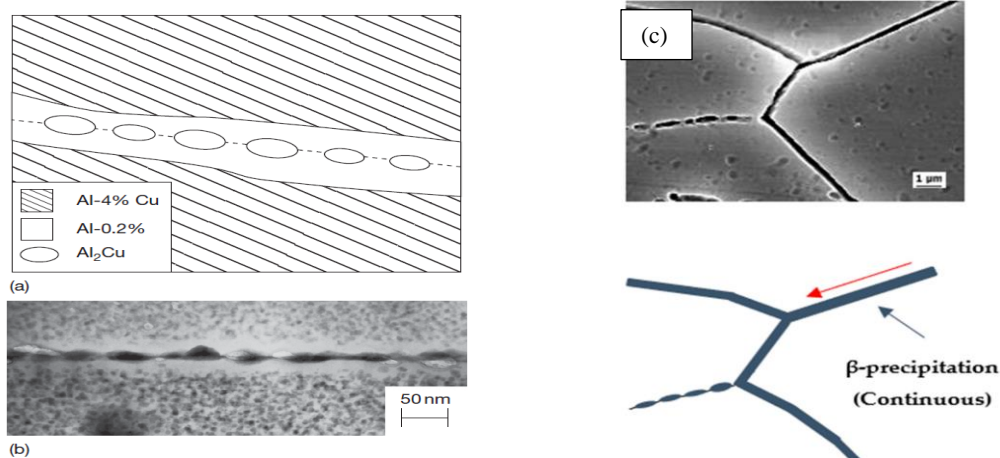 Al-4% Cu
Al-0.2%
Al₂Cu
(a)
50 nm
(b)
(c)
1 μm
β-precipitation
(Continuous)